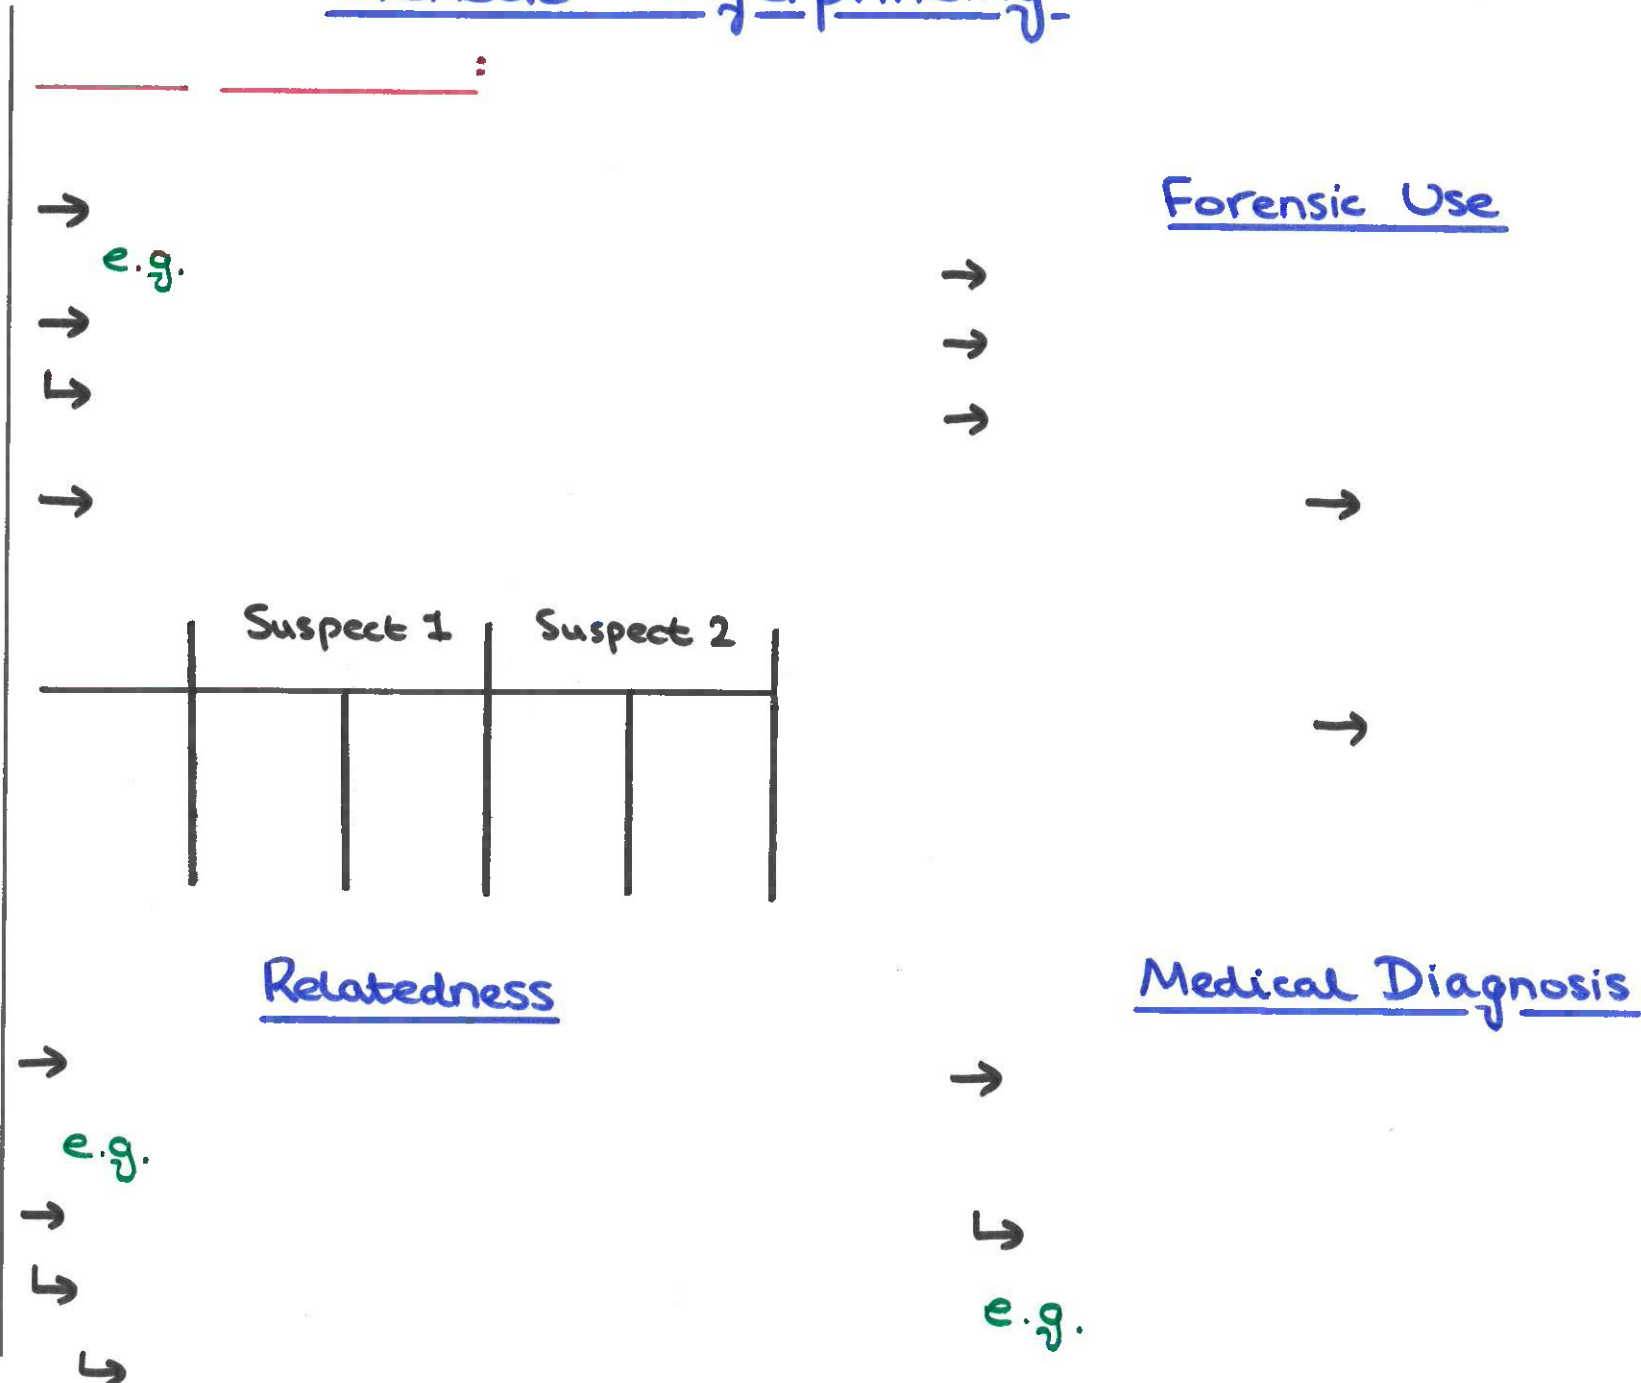 Forensic Use
e.g.
Suspect 1 Suspect 2
Relatedness
Medical Diagnosis
e.g.
e.g.